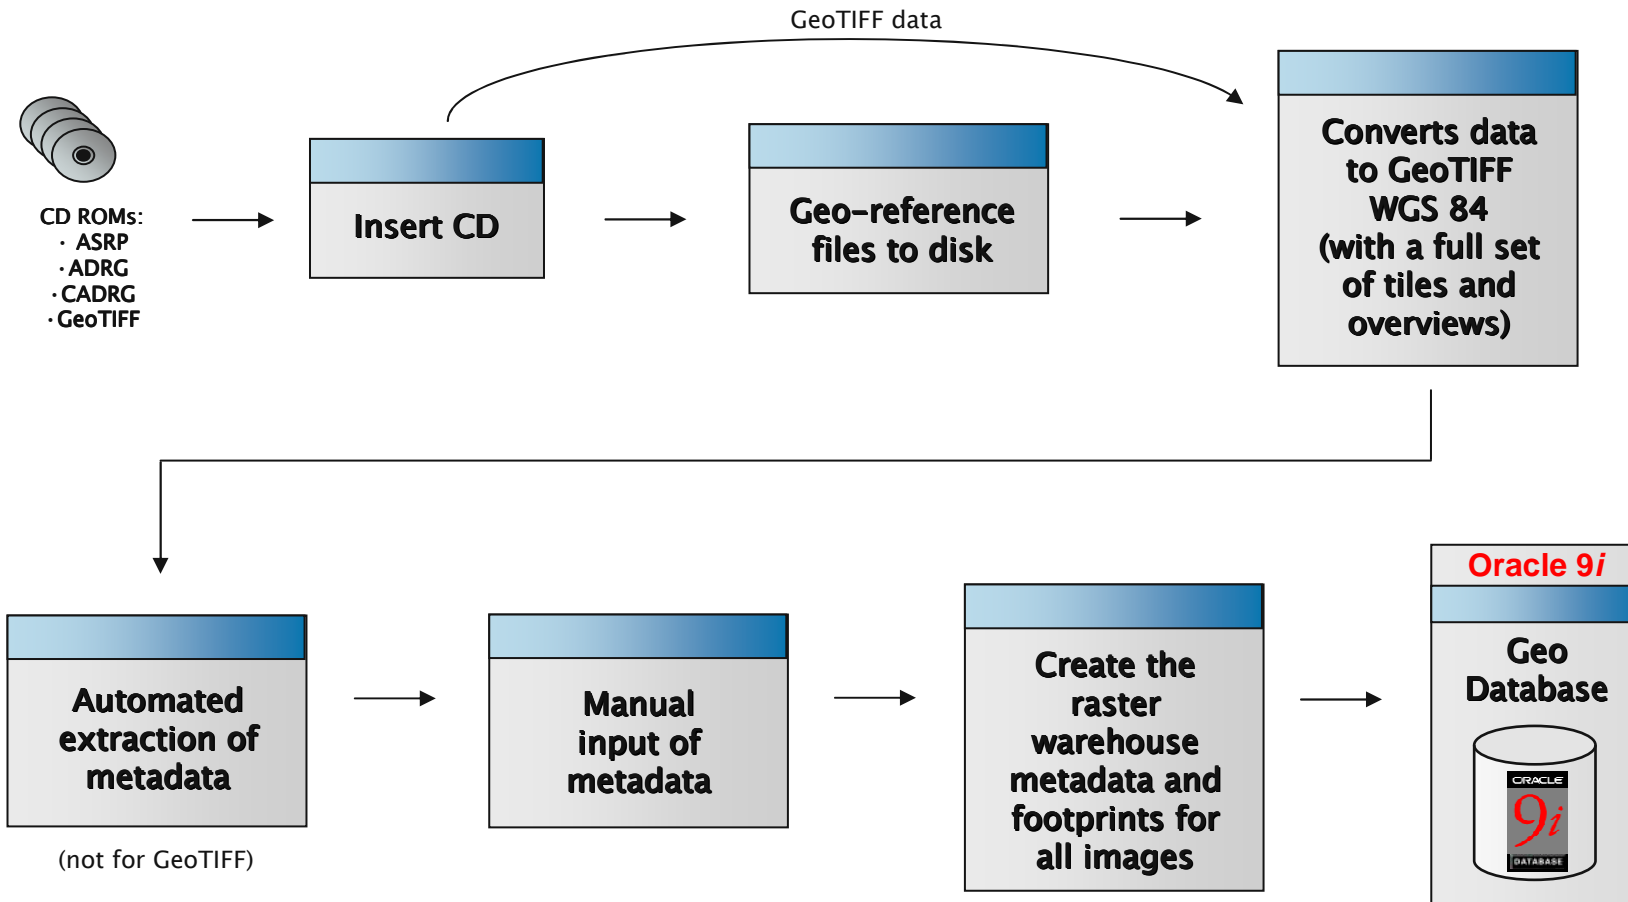 GeoTIFF data
CD ROMs:
· ASRP
· ADRG
· CADRG
· GeoTIFF
Insert CD
Geo-reference
files to disk
Converts data
to GeoTIFF
WGS 84
(with a full set
of tiles and
overviews)
Automated
extraction of
metadata
(not for GeoTIFF)
Manual
input of
metadata
Create the
raster
warehouse
metadata and
footprints for
all images
Oracle 9i
Geo
Database
ORACLE
9i
DATABASE